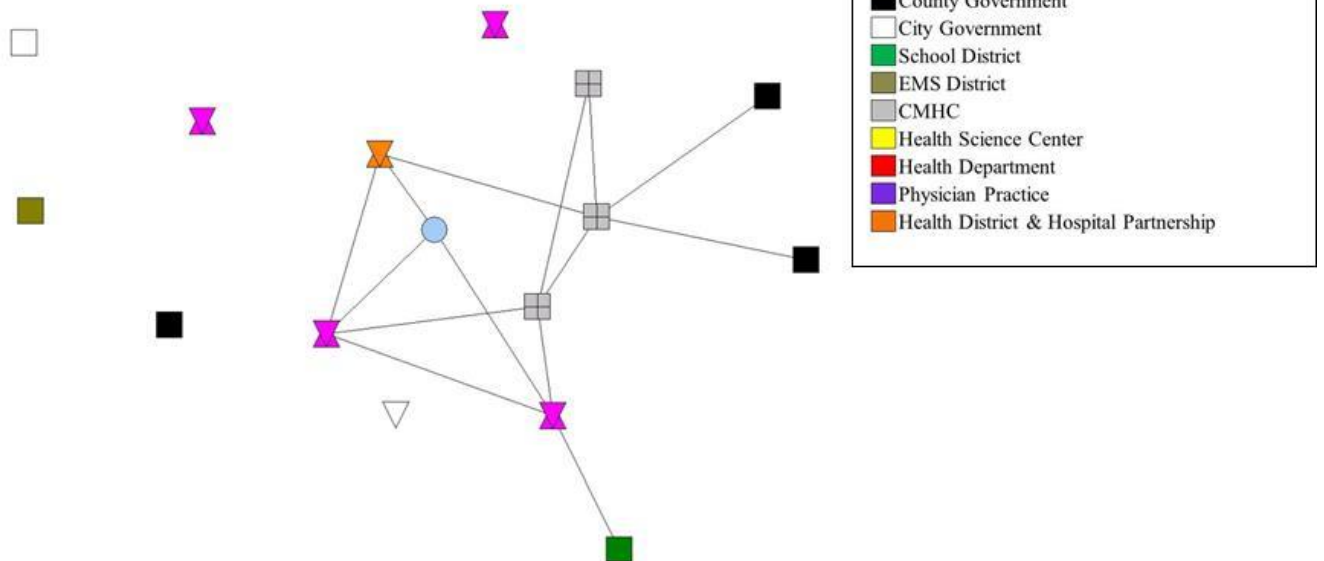 County Government
City Government
School District
EMS District
CMHC
Health Science Center
Health Department
Physician Practice
Health District & Hospital Partnership